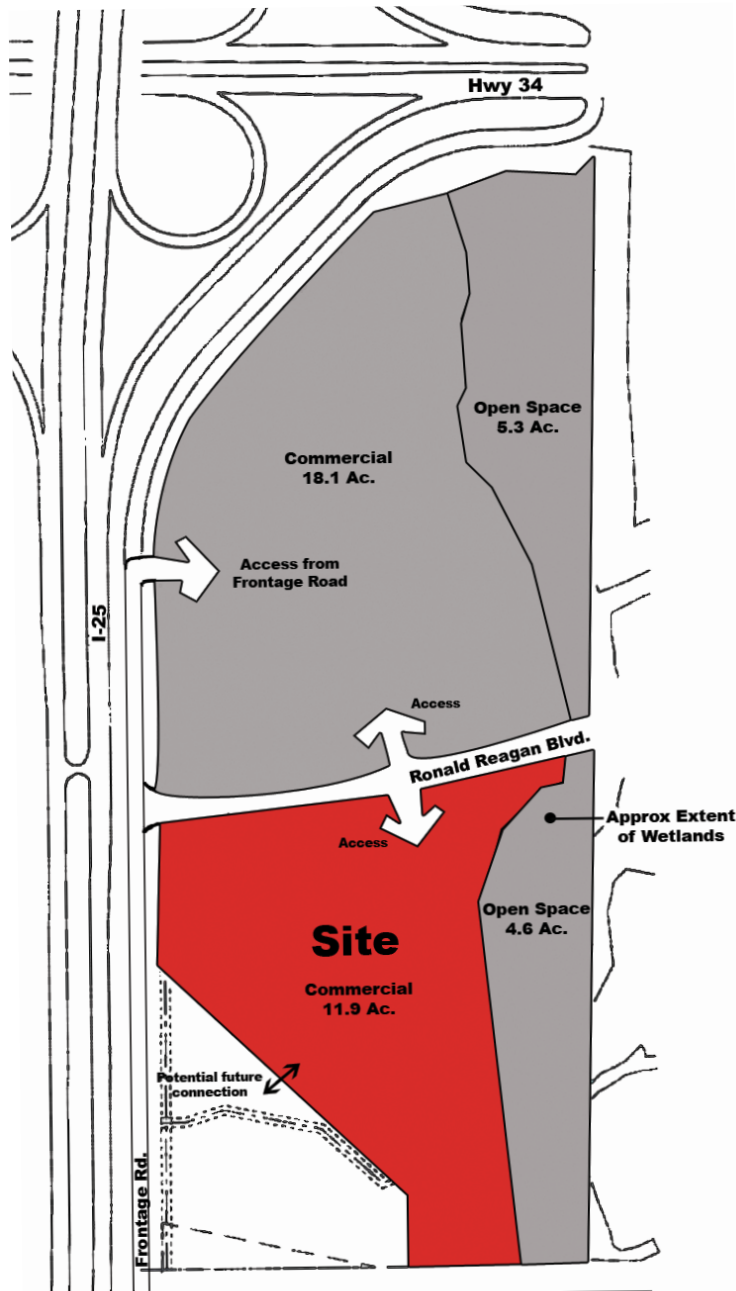 Hwy 34
Open Space
5.3 Ac.
Commercial
18.1 Ac.
Access from
Frontage Road
I-25
Access
Ronald Reagan Blvd.
Access
Approx Extent
of Wetlands
Open Space
4.6 Ac.
Site
Commercial
11.9 Ac.
Potential future
connection
Frontage Rd.